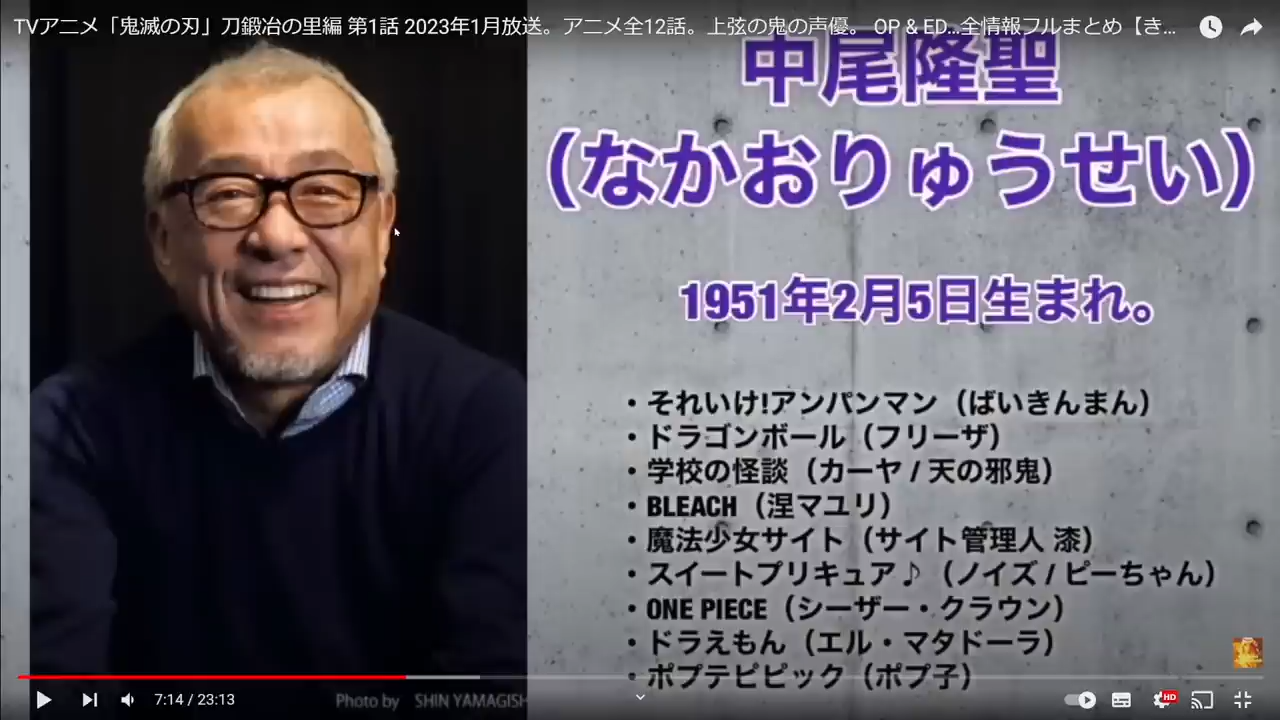 TVアニメ「鬼滅の刃」刀鍛冶の里編 第1話 2023年1月放送。アニメ全12話。上弦の鬼の声優。 OP & ED...全情報フルまとめ【き...
中尾隆聖
（なかおりゅうせい）
1951年2月5日生まれ。
・それいけ!アンパンマン（ばいきんまん）
・ドラゴンボール（フリーザ）
・学校の怪談（カーヤ / 天の邪鬼）
・BLEACH（涅マユリ）
・魔法少女サイト（サイト管理人 漆）
・スイートプリキュア♪（ノイズ / ピーちゃん）
・ONE PIECE（シーザー・クラウン）
・ドラえもん（エル・マタドーラ）
・ポプテピピック（ポプ子）
Photo by SHIN YAMAGISH
7:14 / 23:13
HD